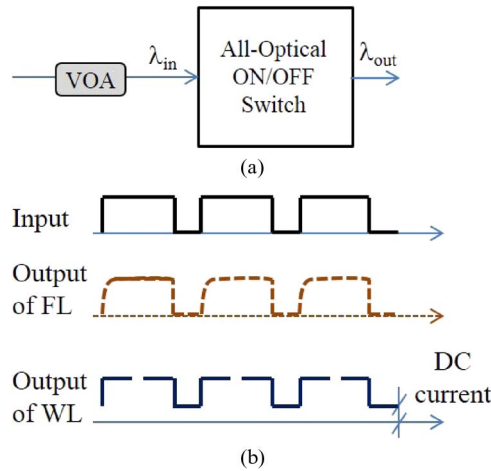 VOA
λin
All-Optical
ON/OFF
Switch
λout
(a)
Input
Output
of FL
Output
of WL
DC
current
(b)